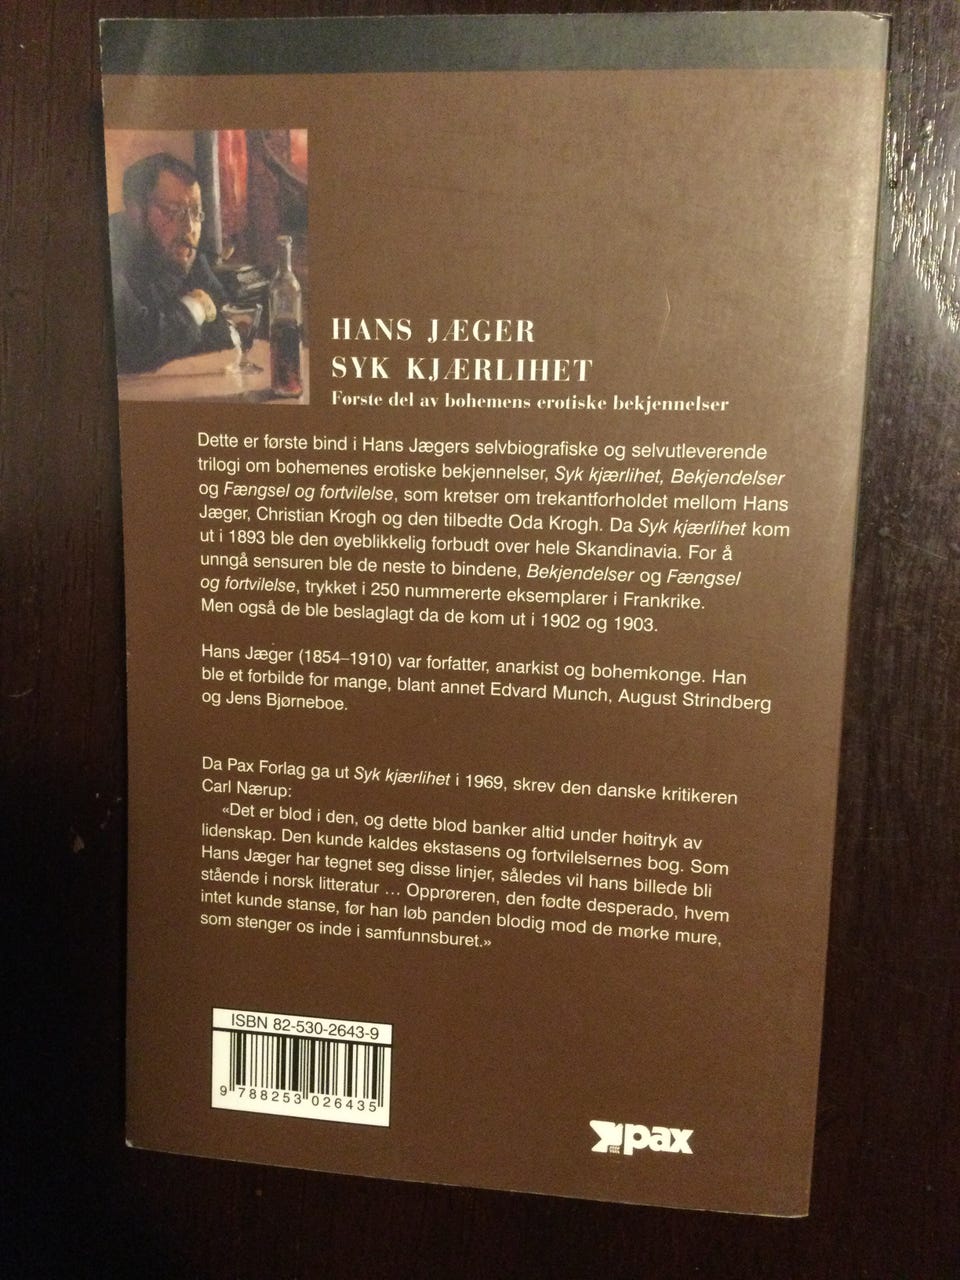 HANS JÆGER
SYK KJÆRLIHET
Første del av bohemens erotiske bekjennelser
Dette er første bind i Hans Jægers selvbiografiske og selvutleverende
trilogi om bohemenes erotiske bekjennelser, Syk kjærlihet, Bekjendelser
og Fængsel og fortvilelse, som kretser om trekantforholdet mellom Hans
Jæger, Christian Krogh og den tilbedte Oda Krogh. Da Syk kjærlihet kom
ut i 1893 ble den øyeblikkelig forbudt over hele Skandinavia. For å
unngå sensuren ble de neste to bindene, Bekjendelser og Fængsel
og fortvilelse, trykket i 250 nummererte eksemplarer i Frankrike.
Men også de ble beslaglagt da de kom ut i 1902 og 1903.
Hans Jæger (1854–1910) var forfatter, anarkist og bohemkonge. Han
ble et forbilde for mange, blant annet Edvard Munch, August Strindberg
og Jens Bjørneboe.
Da Pax Forlag ga ut Syk kjærlihet i 1969, skrev den danske kritikeren
Carl Nærup:
«Det er blod i den, og dette blod banker altid under høitryk av
lidenskap. Den kunde kaldes ekstasens og fortvilelsernes bog. Som
Hans Jæger har tegnet seg disse linjer, således vil hans billede bli
stående i norsk litteratur … Opprøreren, den fødte desperado, hvem
intet kunde stanse, før han løb panden blodig mod de mørke mure,
som stenger os inde i samfunnsburet.»
ISBN 82-530-2643-9
9 788253 026435
pax